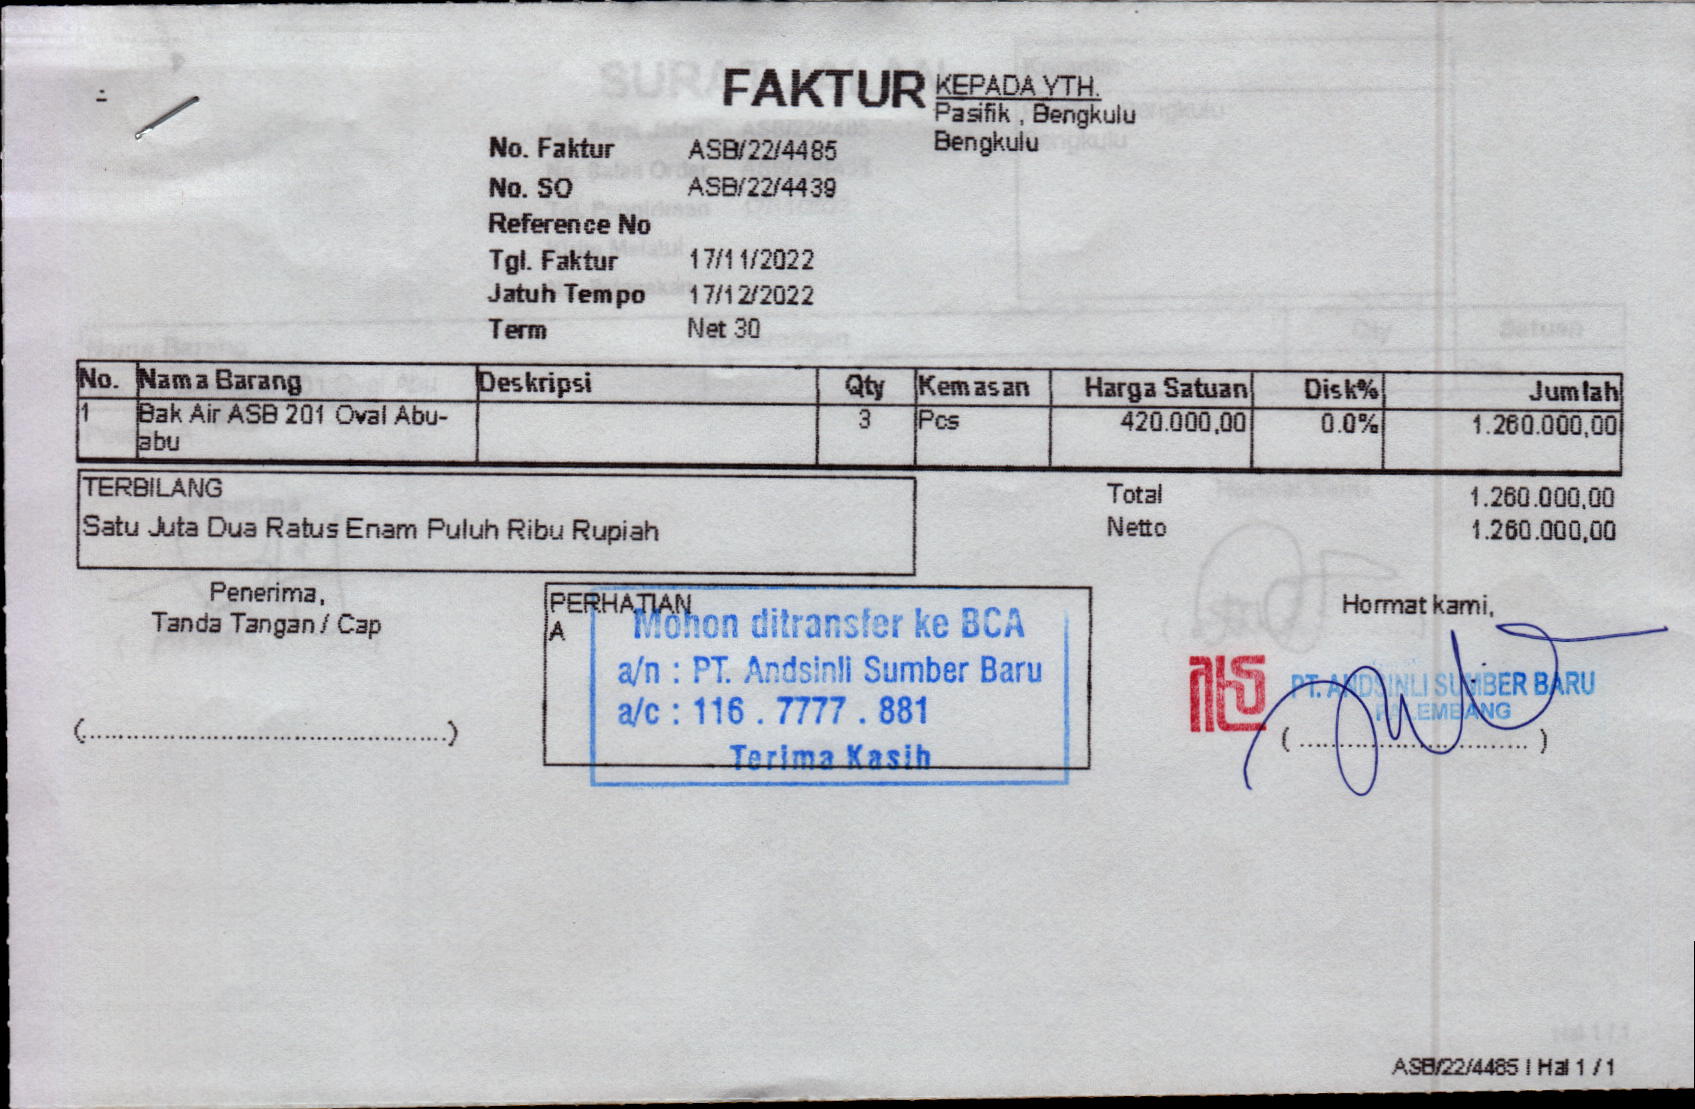 FAKTUR
KEPADA YTH.
Pasifik , Bengkulu
Bengkulu
No. Faktur ASB/22/4485
No. SO ASB/22/4439
Reference No
Tgl. Faktur 17/11/2022
Jatuh Tempo 17/12/2022
Term Net 30
No. Nama Barang Deskripsi Qty Kemasan Harga Satuan Disk% Jumlah
1 Bak Air ASB 201 Oval Abu- 3 Pcs 420.000,00 0.0% 1.260.000,00
abu
TERBILANG
Satu Juta Dua Ratus Enam Puluh Ribu Rupiah
Total 1.260.000,00
Netto 1.260.000,00
Penerima,
Tanda Tangan / Cap
(............................................)
PERHATIAN
A
Mohon ditransfer ke BCA
a/n : PT. Andsinli Sumber Baru
a/c : 116 . 7777 . 881
Terima Kasih
Hormat kami,
PT. ANDSINLI SUMBER BARU
PALEMBANG
( ............................ )
ASB/22/4485 | Hal 1 / 1